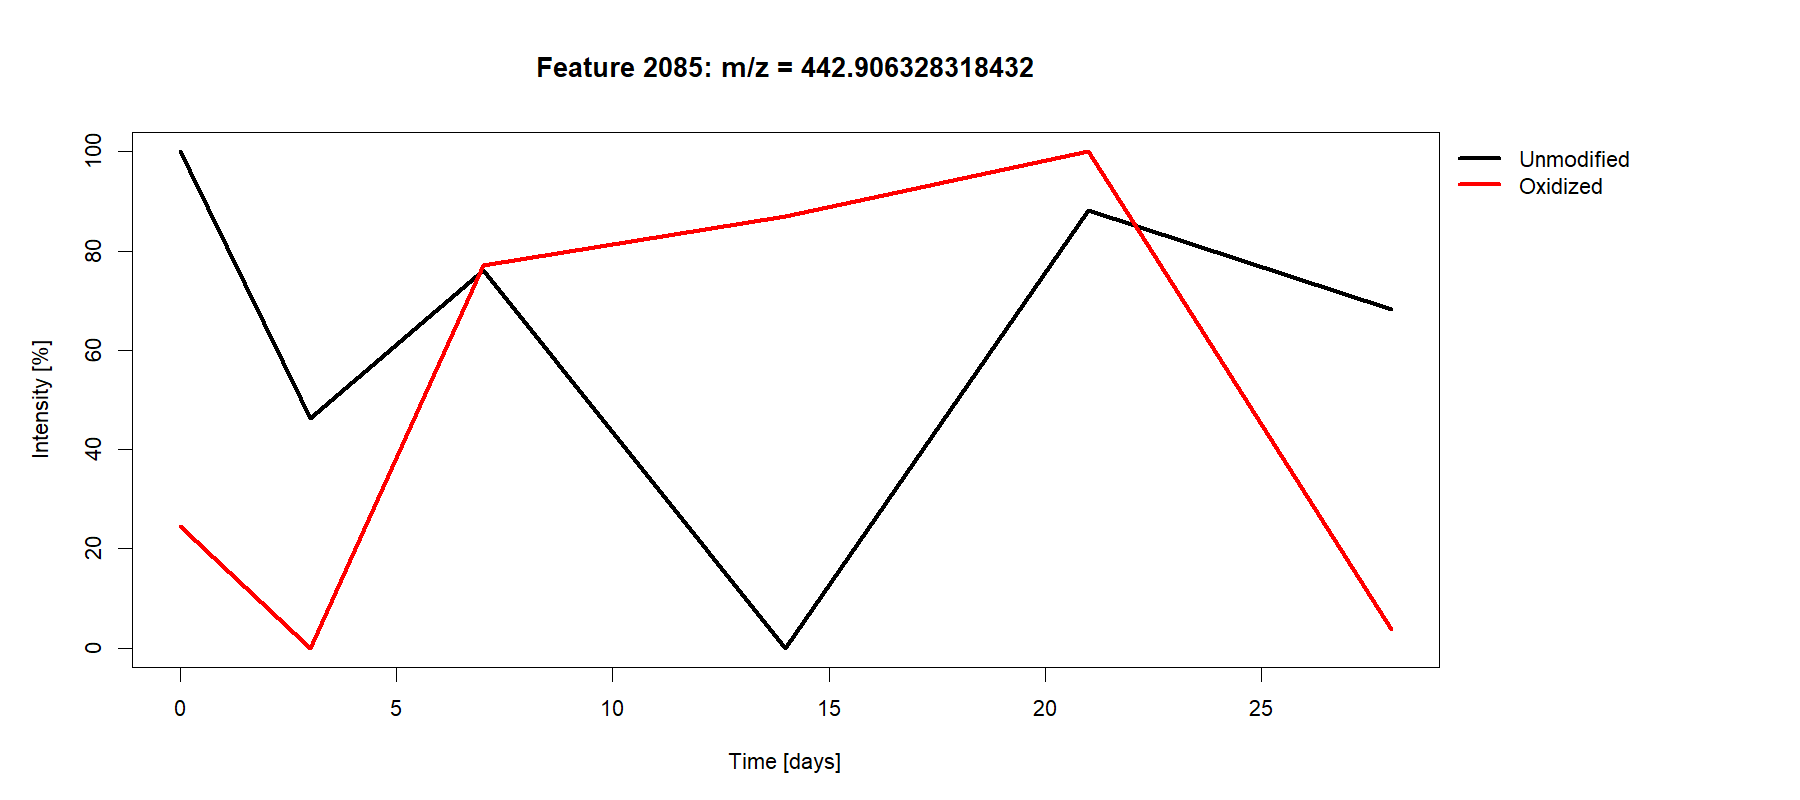 Feature 2085: m/z = 442.906328318432
Unmodified
Oxidized
100
80
60
40
20
0
Intensity [%]
0 5 10 15 20 25
Time [days]